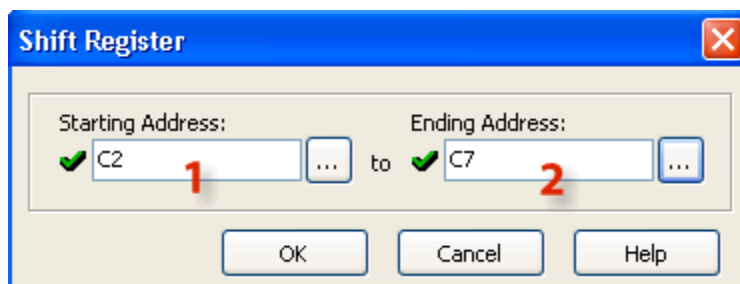 Shift Register
Starting Address: Ending Address:
C2 ... to C7 ...
1 2
OK Cancel Help